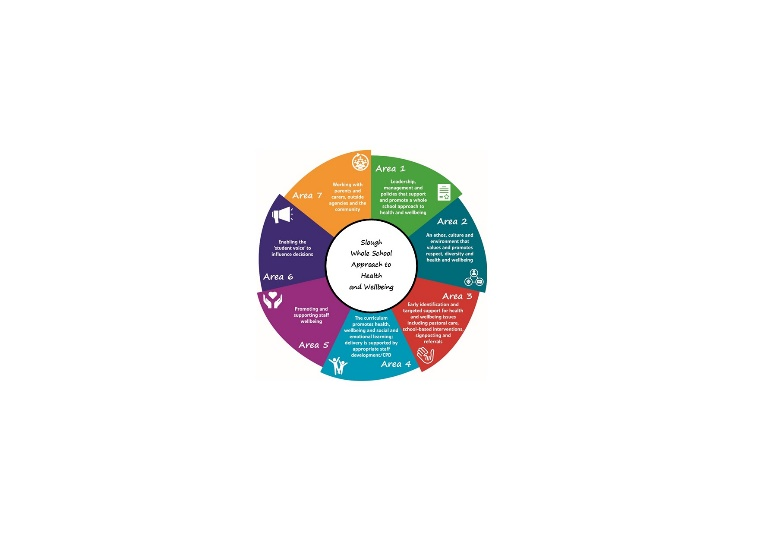 Slough
Whole School
Approach to
Health
and Wellbeing
Area 1
Leadership,
management and
policies that support
and promote a whole
school approach to
health and wellbeing
Area 2
An ethos, culture and
environment that
values and promotes
respect, diversity and
health and wellbeing
Area 3
Early identification and
targeted support for health
and wellbeing issues
including pastoral care,
school-based interventions,
signposting and
referrals
The curriculum
promotes health,
wellbeing and social and
emotional learning;
delivery is supported by
appropriate staff
development/CPD
Area 4
Promoting and
supporting staff
wellbeing
Area 5
Enabling the
'student voice' to
influence decisions
Area 6
Working with
parents and
carers, outside
agencies and the
community
Area 7